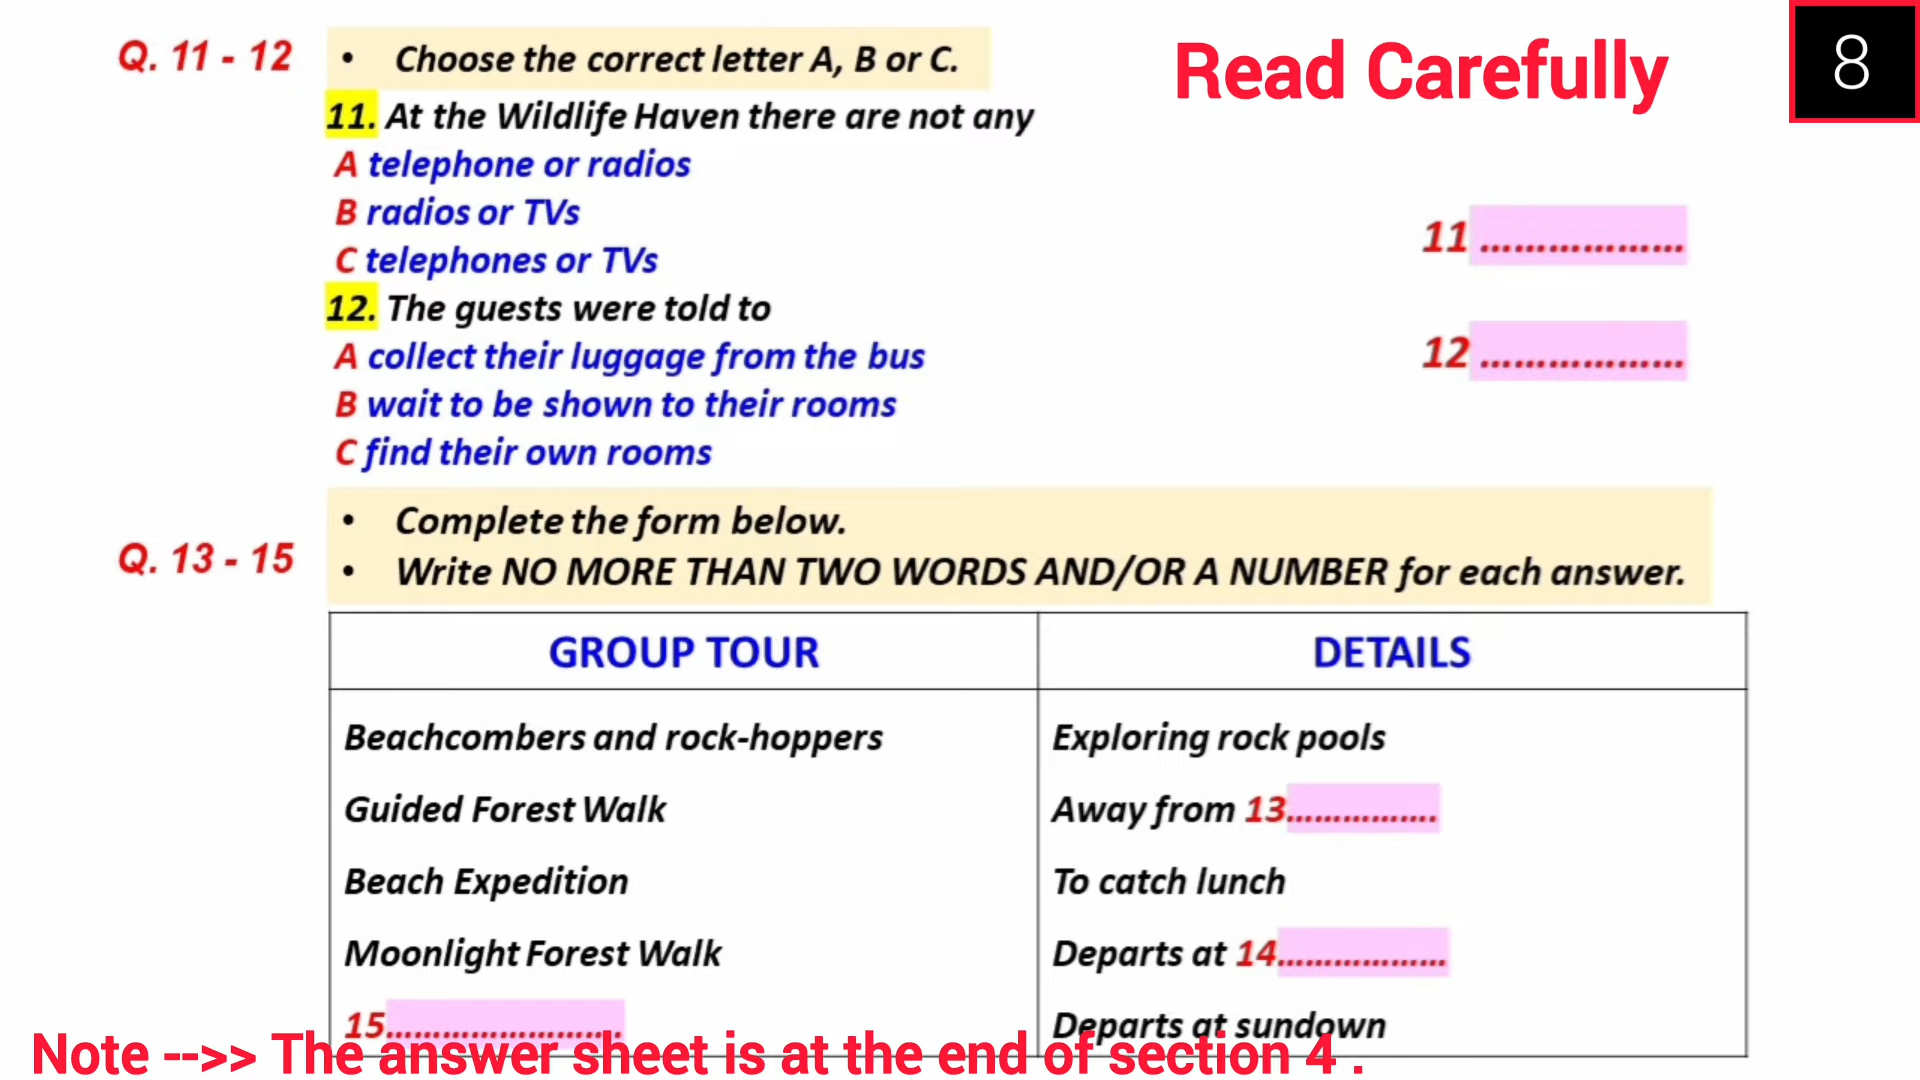 Q. 11 - 12
• Choose the correct letter A, B or C.
Read Carefully
8
11. At the Wildlife Haven there are not any
A telephone or radios
B radios or TVs
C telephones or TVs
11 ..................
12. The guests were told to
A collect their luggage from the bus
B wait to be shown to their rooms
C find their own rooms
12 ..................
Q. 13 - 15
• Complete the form below.
• Write NO MORE THAN TWO WORDS AND/OR A NUMBER for each answer.
GROUP TOUR DETAILS
Beachcombers and rock-hoppers Exploring rock pools
Guided Forest Walk Away from 13................
Beach Expedition To catch lunch
Moonlight Forest Walk Departs at 14..................
15......................... Departs at sundown
Note -->> The answer sheet is at the end of section 4 .